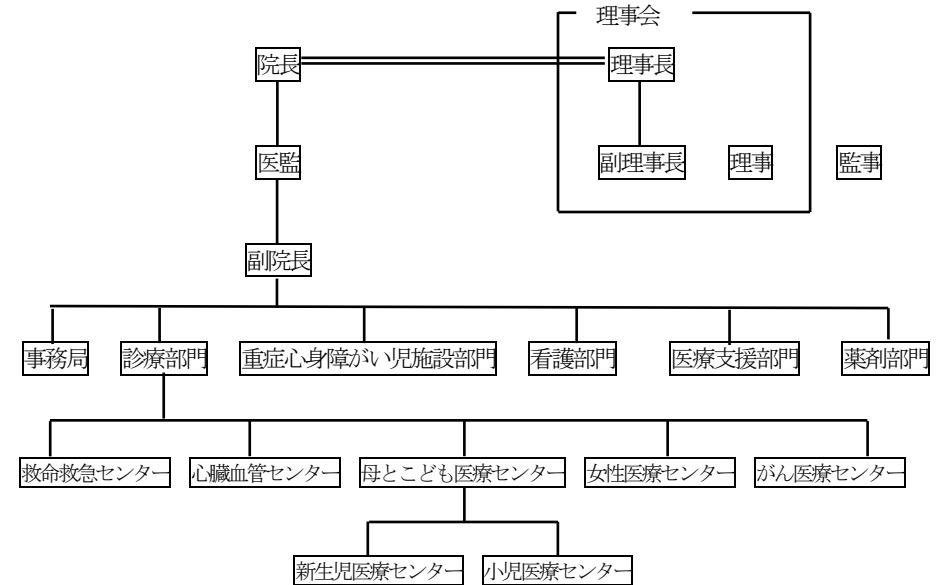 理事会
院長
理事長
医監
副理事長
理事
監事
副院長
事務局
診療部門
重症心身障がい児施設部門
看護部門
医療支援部門
薬剤部門
救命救急センター
心臓血管センター
母とこども医療センター
女性医療センター
がん医療センター
新生児医療センター
小児医療センター